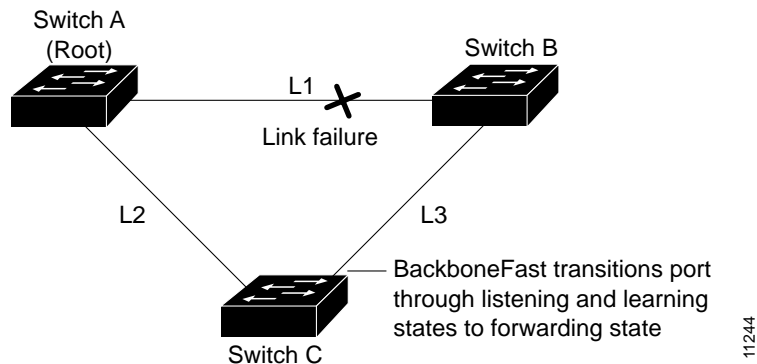 Switch A
(Root)
Switch B
L1
Link failure
L2
L3
BackboneFast transitions port
through listening and learning
states to forwarding state
Switch C
11244